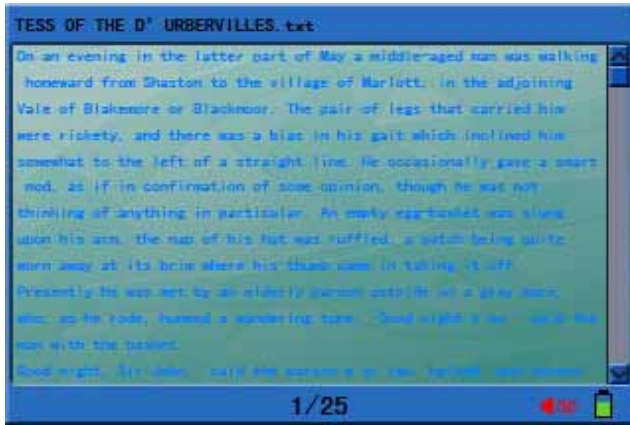 TESS OF THE D' URBERVILLES.txt
On an evening in the latter part of May a middle-aged man was walking
homeward from Shaston to the village of Marlott, in the adjoining
Vale of Blakemore or Blackmoor. The pair of legs that carried him
were rickety, and there was a bias in his gait which inclined him
somewhat to the left of a straight line. He occasionally gave a smart
nod, as if in confirmation of some opinion, though he was not
thinking of anything in particular. An empty egg-basket was slung
upon his arm, the nap of his hat was ruffled, a patch being quite
worn away at its brim where his thumb came in taking it off.
Presently he was met by an elderly parson astride on a gray mare,
who, as he rode, hummed a wandering tune. Good night said the
man with the basket.
Good night, Sir John, said the parson
1/25